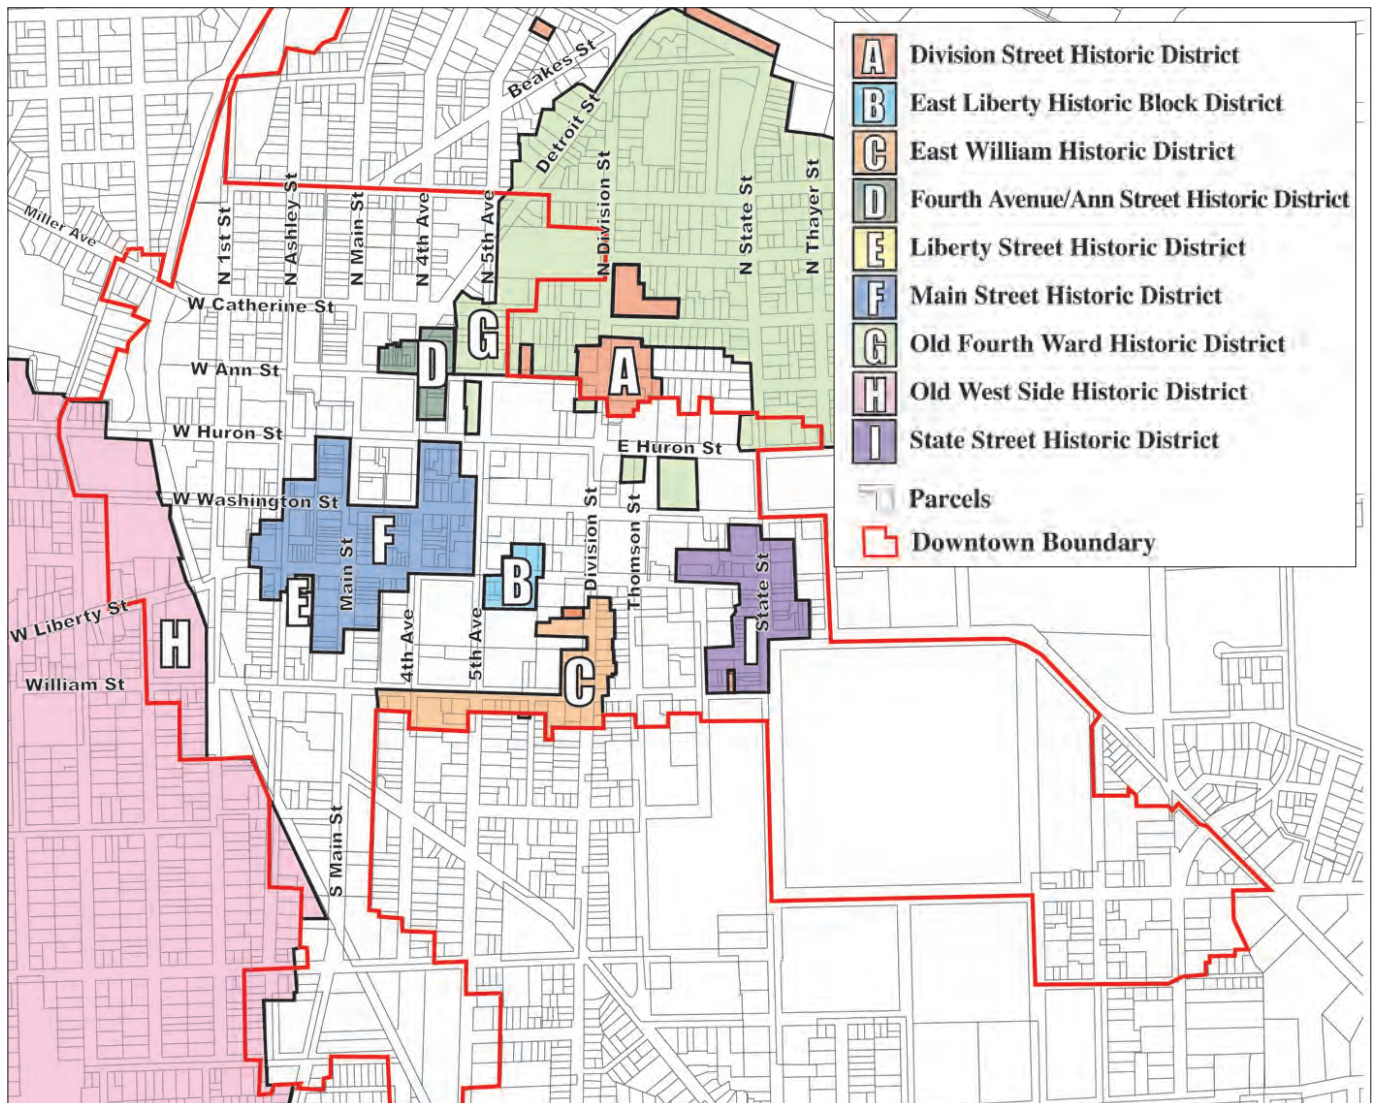 A Division Street Historic District
B East Liberty Historic Block District
C East William Historic District
D Fourth Avenue/Ann Street Historic District
E Liberty Street Historic District
F Main Street Historic District
G Old Fourth Ward Historic District
H Old West Side Historic District
I State Street Historic District
Parcels
Downtown Boundary
Beakes St
Detroit St
Miller Ave
N 1st St
N Ashley St
N Main St
N 4th Ave
N 5th Ave
N Division St
N State St
N Thayer St
W Catherine St
G
D
W Ann St
A
W Huron St
E Huron St
W Washington St
F
Main St
Division St
Thomson St
State St
B
E
W Liberty St
H
I
William St
4th Ave
5th Ave
C
S Main St